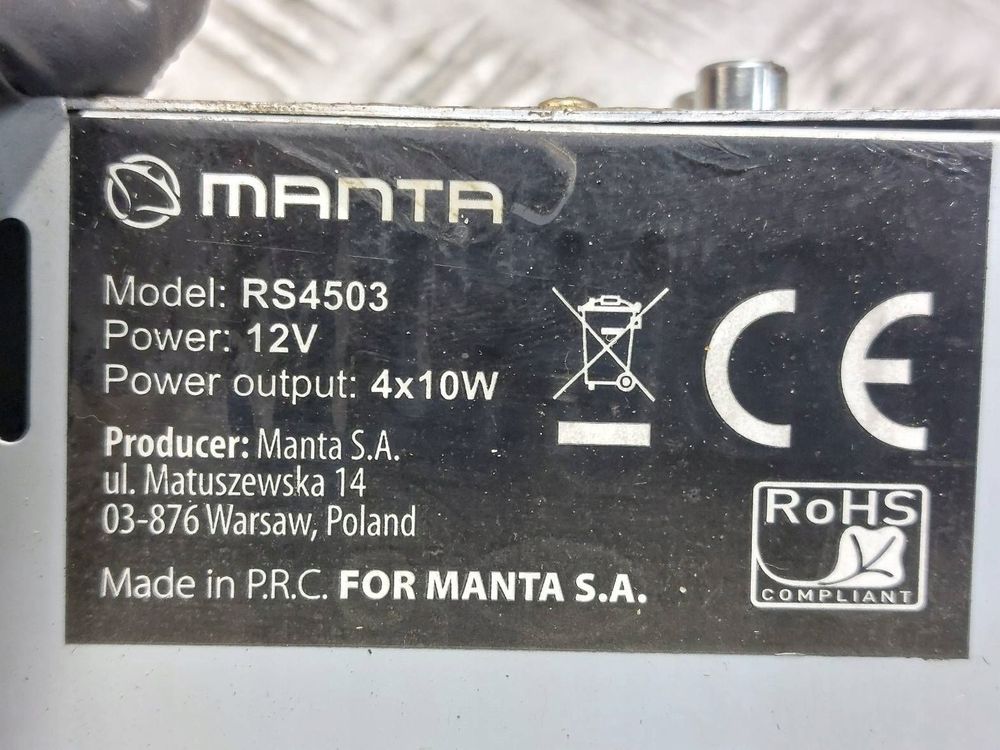 MANTA
Model: RS4503
Power: 12V
Power output: 4x10W
Producer: Manta S.A.
ul. Matuszewska 14
03-876 Warsaw, Poland
Made in P.R.C. FOR MANTA S.A.
CE
RoHS
COMPLIANT